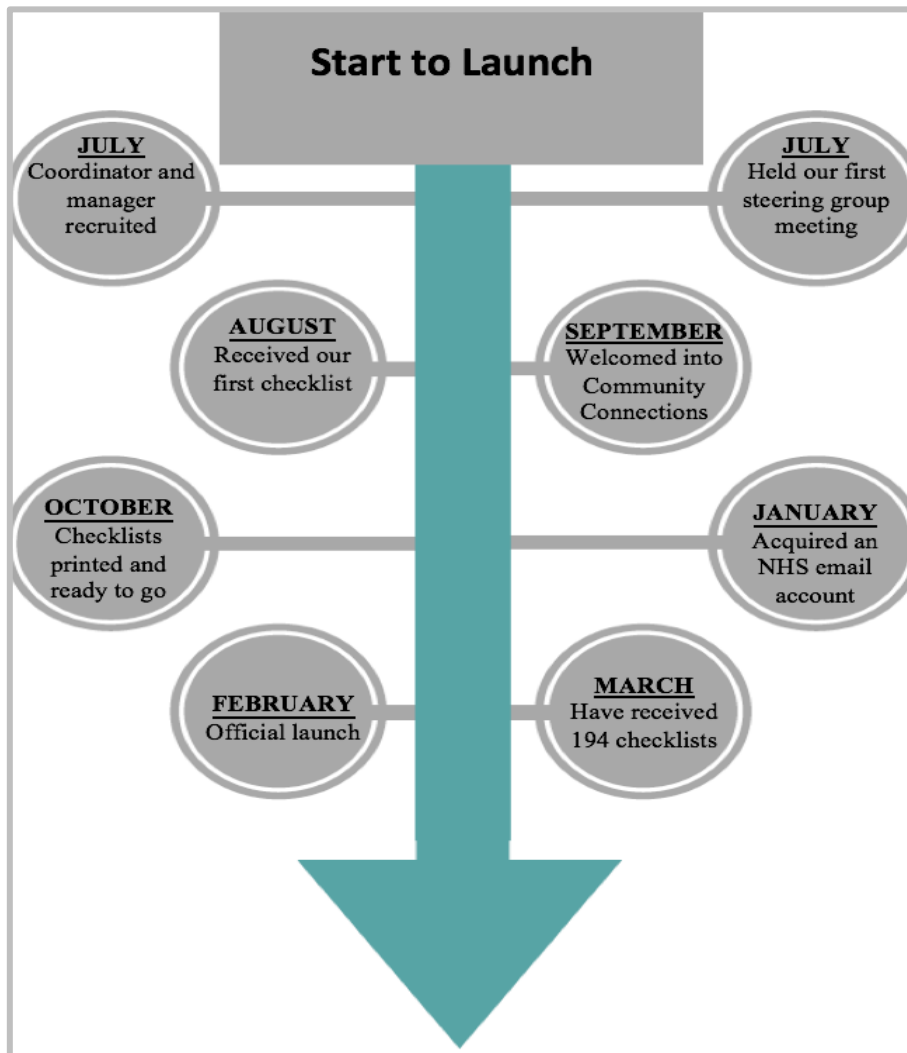 Start to Launch
JULY
Coordinator and
manager
recruited
JULY
Held our first
steering group
meeting
AUGUST
Received our
first checklist
SEPTEMBER
Welcomed into
Community
Connections
OCTOBER
Checklists
printed and
ready to go
JANUARY
Acquired an
NHS email
account
FEBRUARY
Official launch
MARCH
Have received
194 checklists